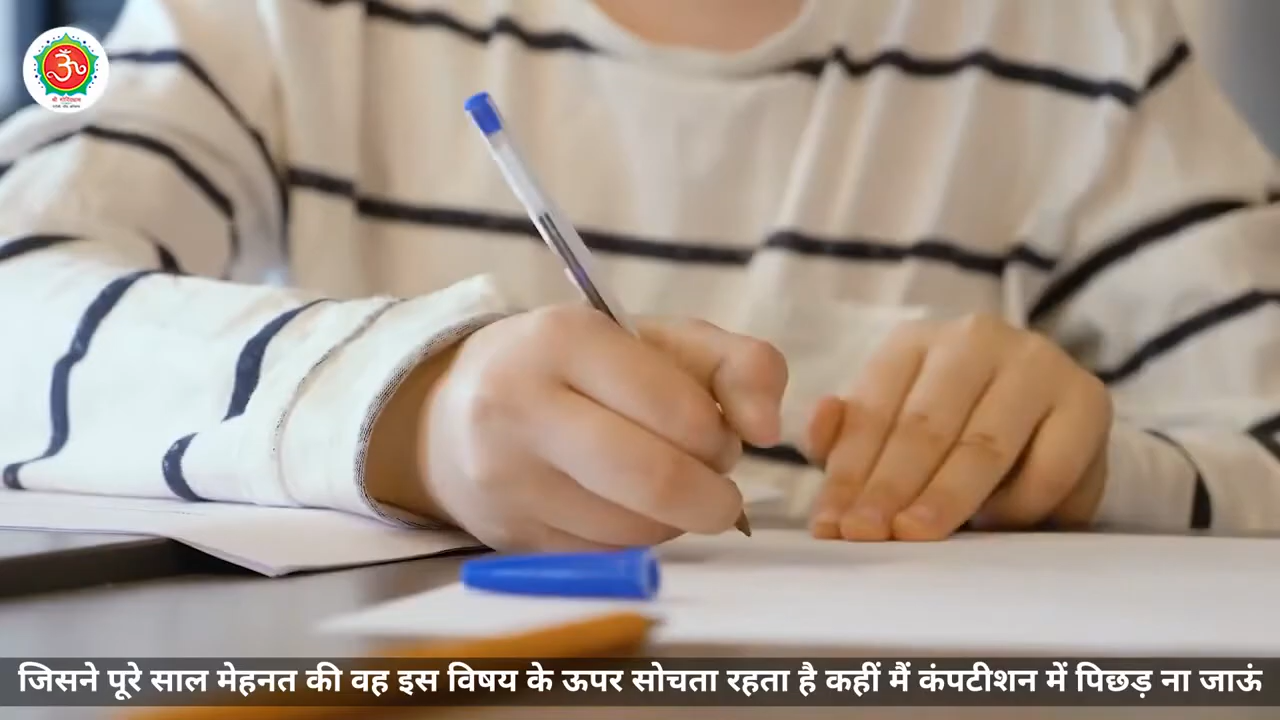 ॐ
जिसने पूरे साल मेहनत की वह इस विषय के ऊपर सोचता रहता है कहीं मैं कंपटीशन में पिछड़ ना जाऊं